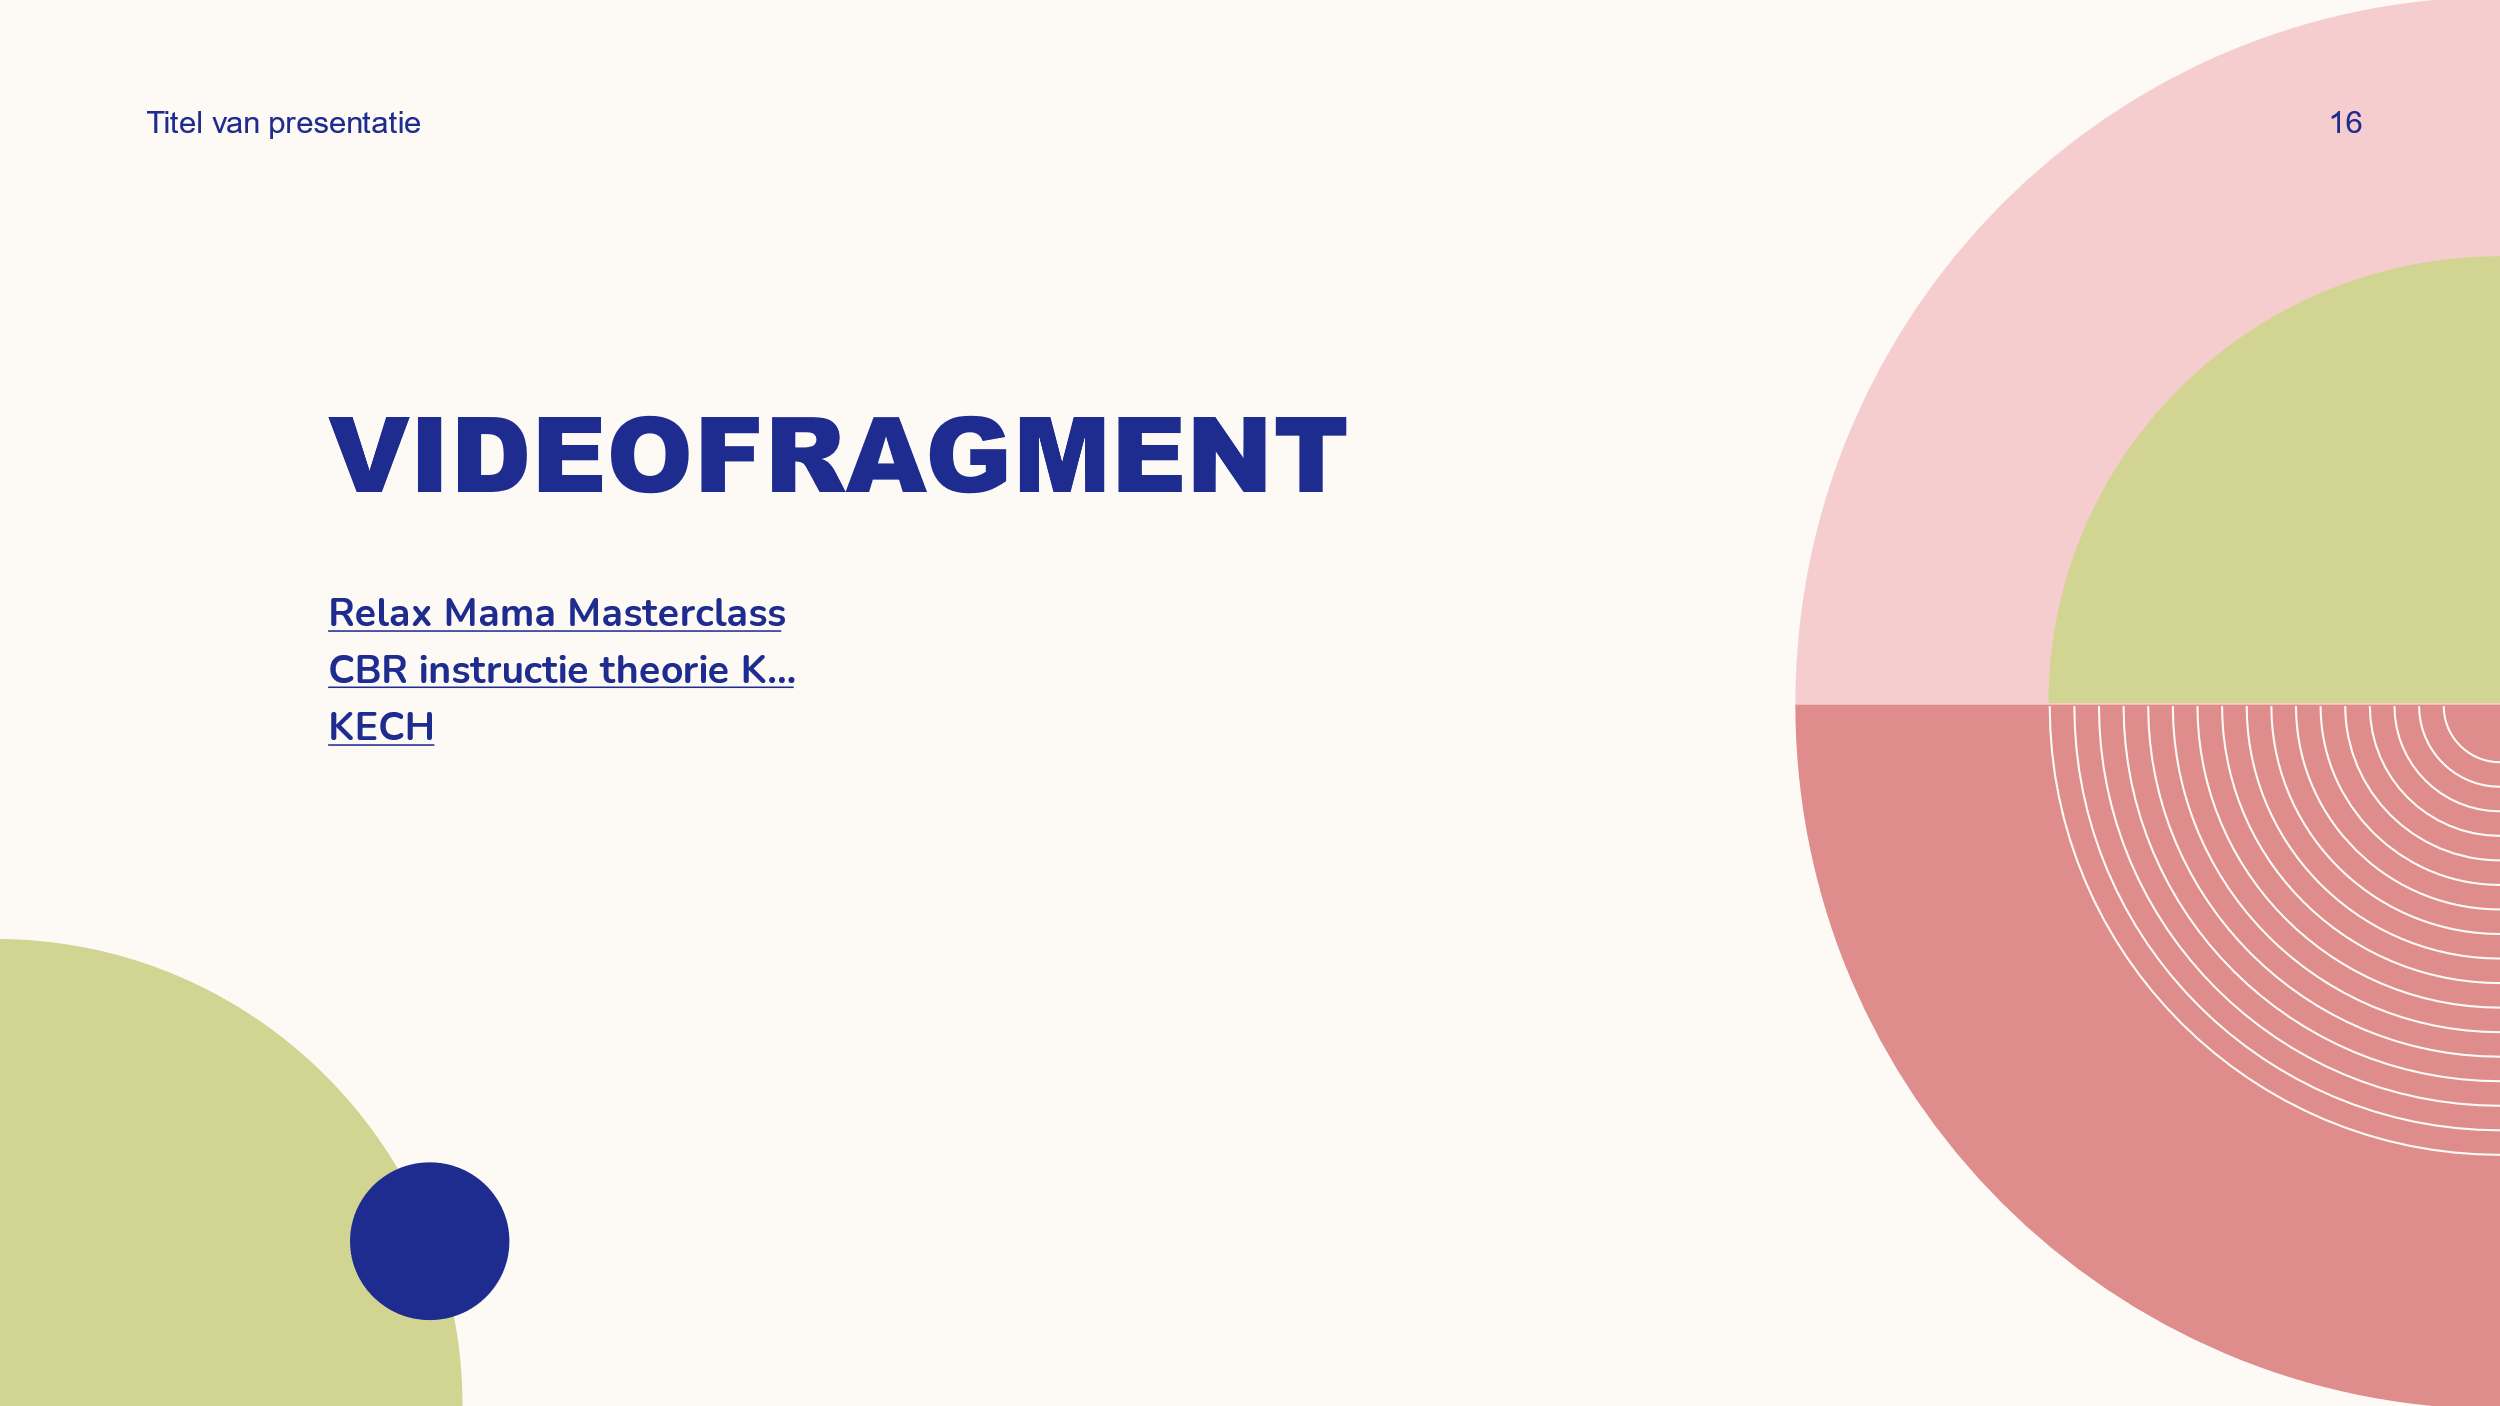 Titel van presentatie
16
VIDEOFRAGMENT
Relax Mama Masterclass
CBR instructie theorie K...
KECH